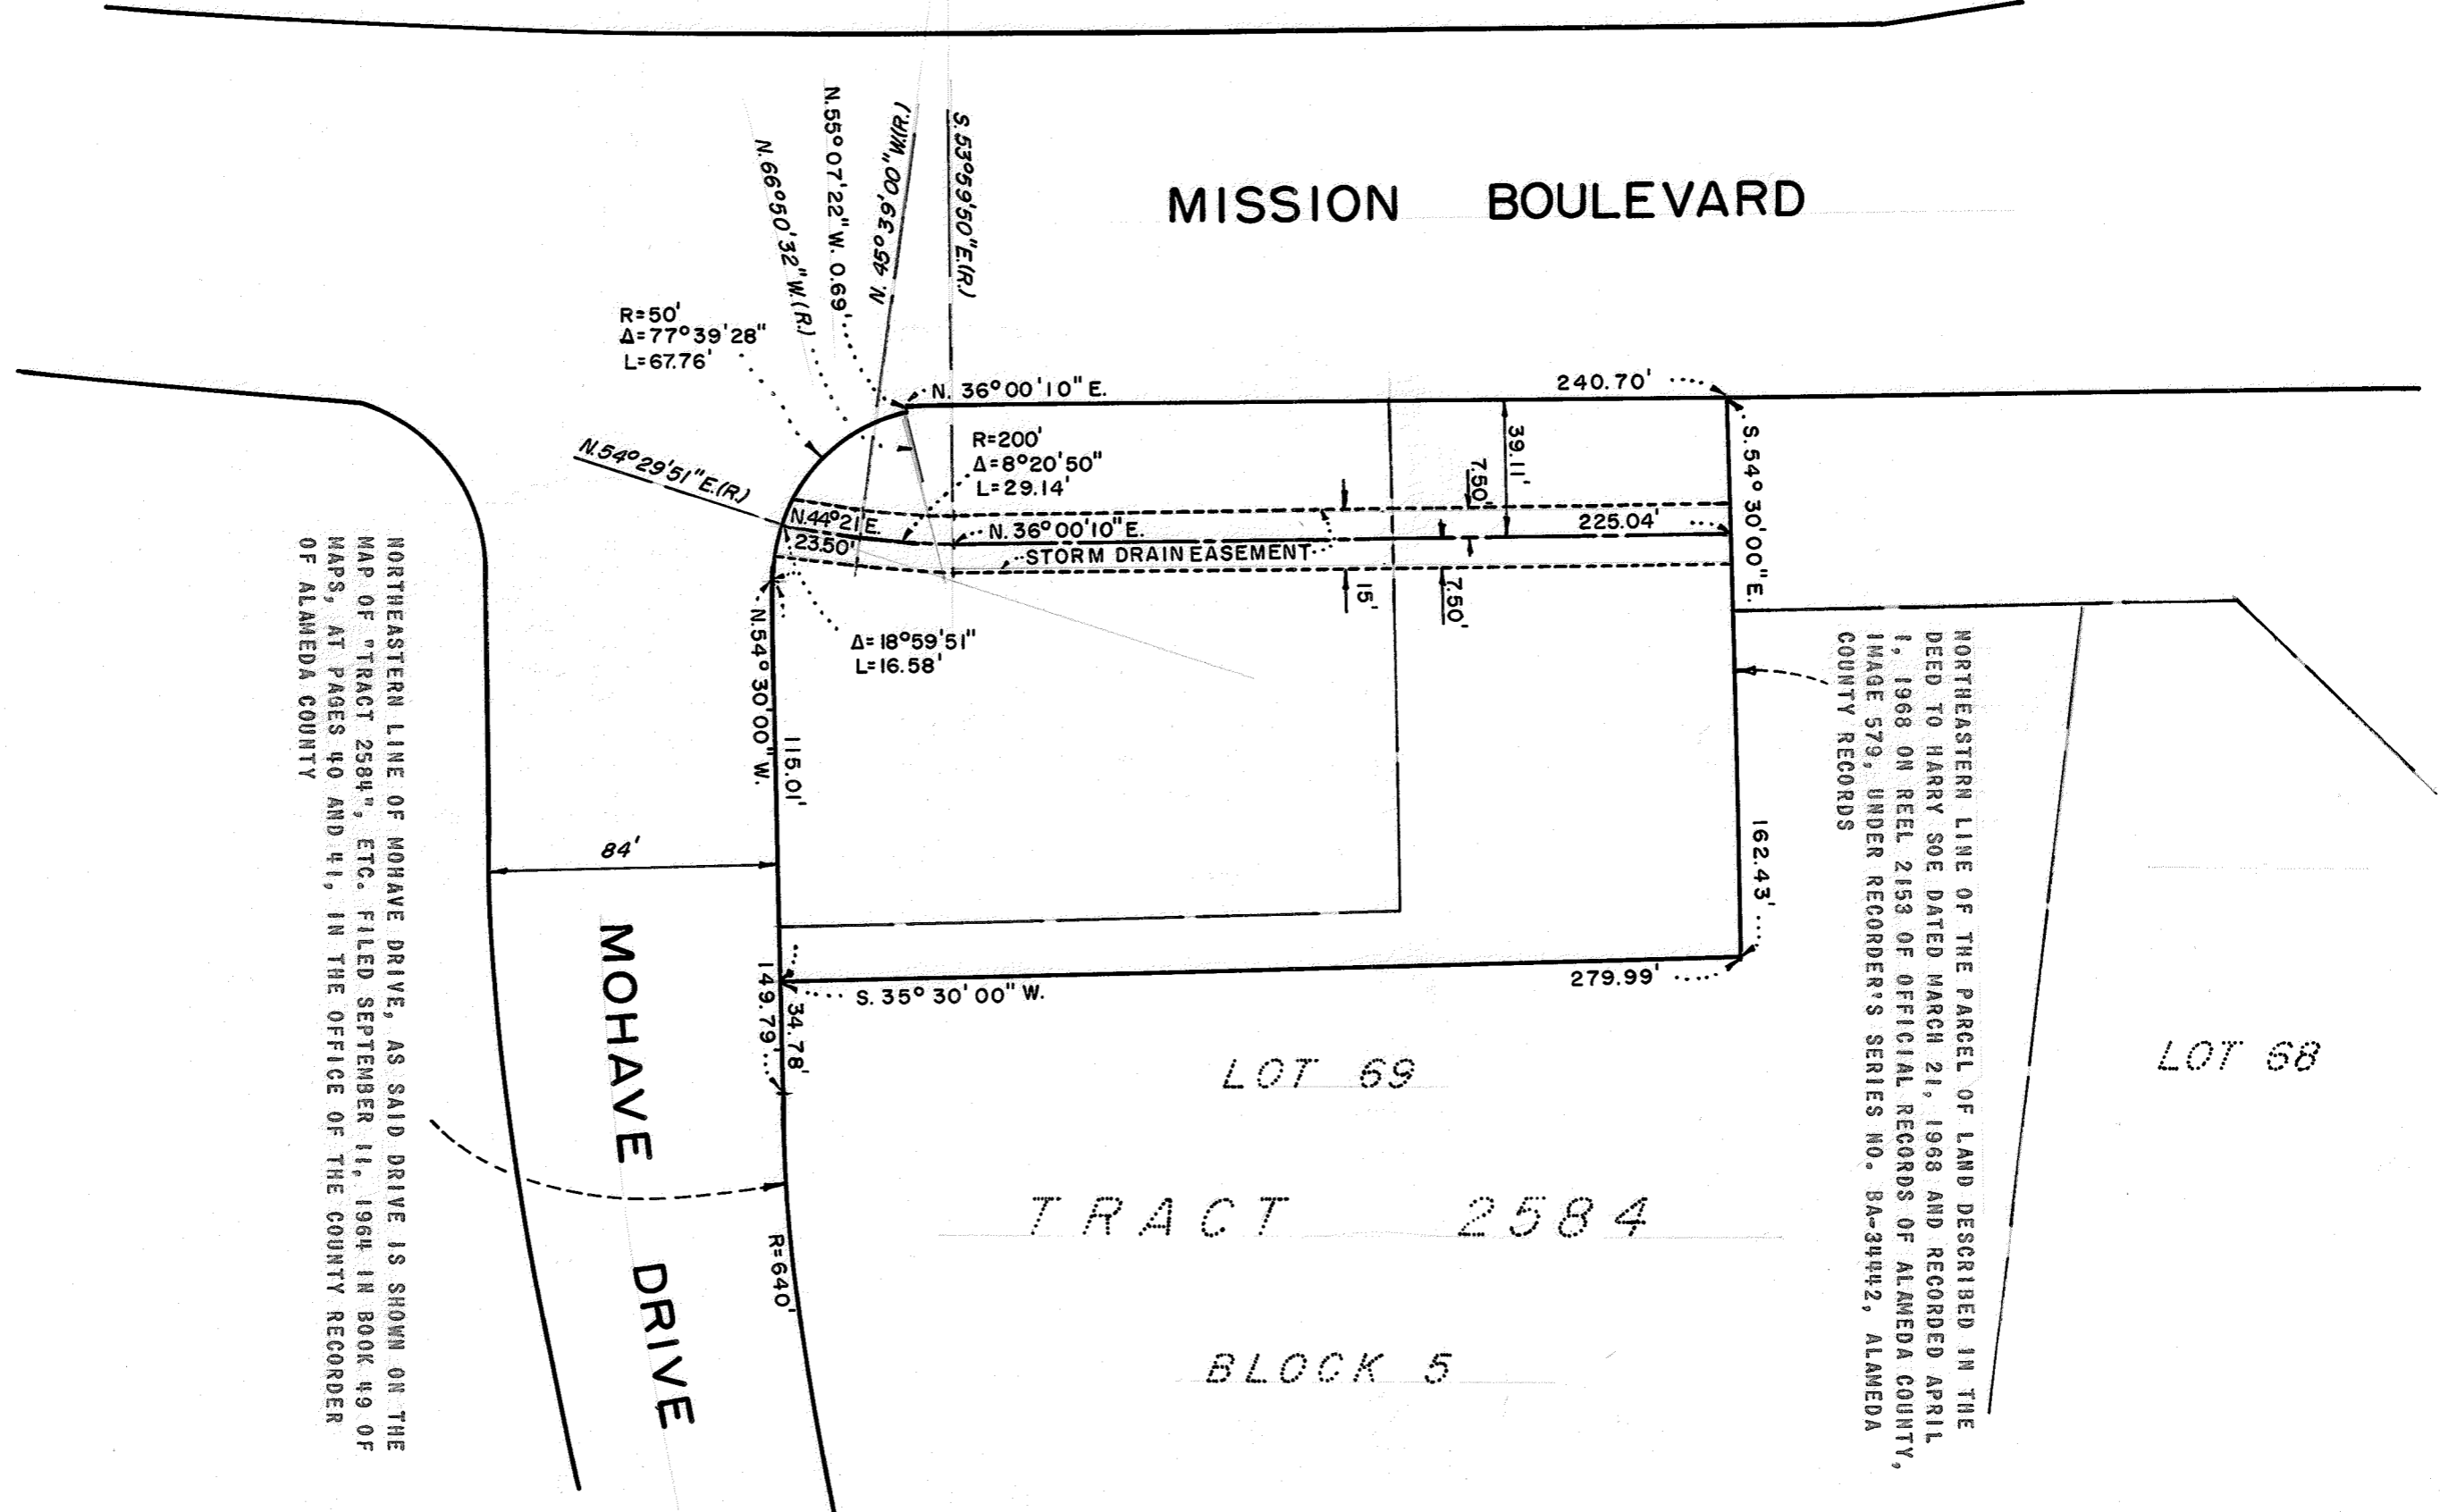 MISSION BOULEVARD
N.55°07'22"W. 0.69'
N.66°50'32"W.(R.)
N. 45°39'00"W.(R.)
S.53°59'50"E.(R.)
R=50'
Δ=77°39'28"
L=67.76'
N. 36°00'10"E.
240.70'
N.54°29'51"E.(R.)
R=200'
Δ=8°20'50"
L=29.14'
39.11'
7.50'
S.54°30'00"E.
N.44°21'E.
23.50'
N.36°00'10"E.
225.04'
STORM DRAIN EASEMENT
15'
7.50'
Δ=18°59'51"
L=16.58'
N.54°30'00"W.
115.01'
84'
162.43'
279.99'
S. 35°30'00"W.
149.79'
34.78'
R=640'
MOHAVE DRIVE
LOT 69
LOT 68
TRACT 2584
BLOCK 5
NORTHEASTERN LINE OF MOHAVE DRIVE, AS SAID DRIVE IS SHOWN ON THE
MAP OF "TRACT 2584", ETC. FILED SEPTEMBER 11, 1964 IN BOOK 49 OF
MAPS, AT PAGES 40 AND 41, IN THE OFFICE OF THE COUNTY RECORDER
OF ALAMEDA COUNTY
NORTHEASTERN LINE OF THE PARCEL OF LAND DESCRIBED IN THE
DEED TO HARRY SOE DATED MARCH 21, 1968 AND RECORDED APRIL
1, 1968 ON REEL 2153 OF OFFICIAL RECORDS OF ALAMEDA COUNTY,
IMAGE 579, UNDER RECORDER'S SERIES NO. BA-34442, ALAMEDA
COUNTY RECORDS